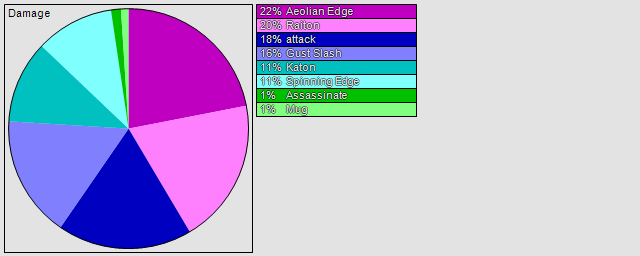 Damage
22% Aeolian Edge
20% Raiton
18% attack
16% Gust Slash
11% Katon
11% Spinning Edge
1% Assassinate
1% Mug